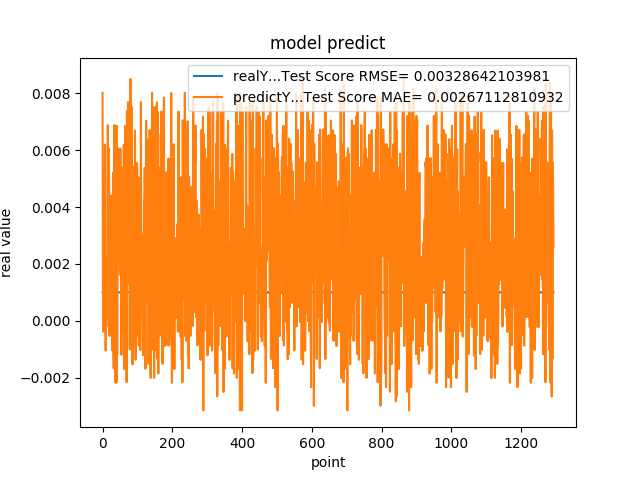 model predict
realY...Test Score RMSE= 0.00328642103981
predictY...Test Score MAE= 0.00267112810932
real value
0.008
0.006
0.004
0.002
0.000
−0.002
0 200 400 600 800 1000 1200
point